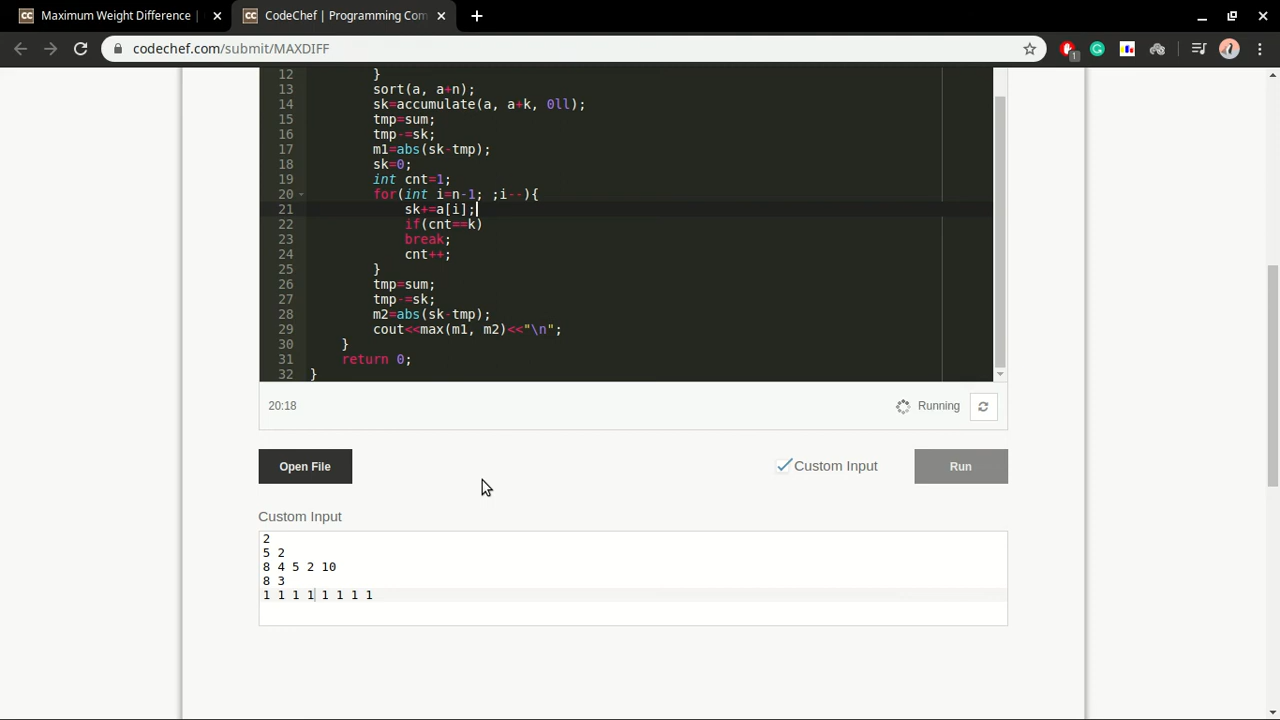 Maximum Weight Difference |
CodeChef | Programming Com
codechef.com/submit/MAXDIFF
1
12 }
13 sort(a, a+n);
14 sk=accumulate(a, a+k, 0ll);
15 tmp=sum;
16 tmp-=sk;
17 m1=abs(sk-tmp);
18 sk=0;
19 int cnt=1;
20 for(int i=n-1; ;i--){
21 sk+=a[i];
22 if(cnt==k)
23 break;
24 cnt++;
25 }
26 tmp=sum;
27 tmp-=sk;
28 m2=abs(sk-tmp);
29 cout<<max(m1, m2)<<"\n";
30 }
31 return 0;
32 }
20:18 Running
Open File Custom Input Run
Custom Input
2
5 2
8 4 5 2 10
8 3
1 1 1 1 1 1 1 1